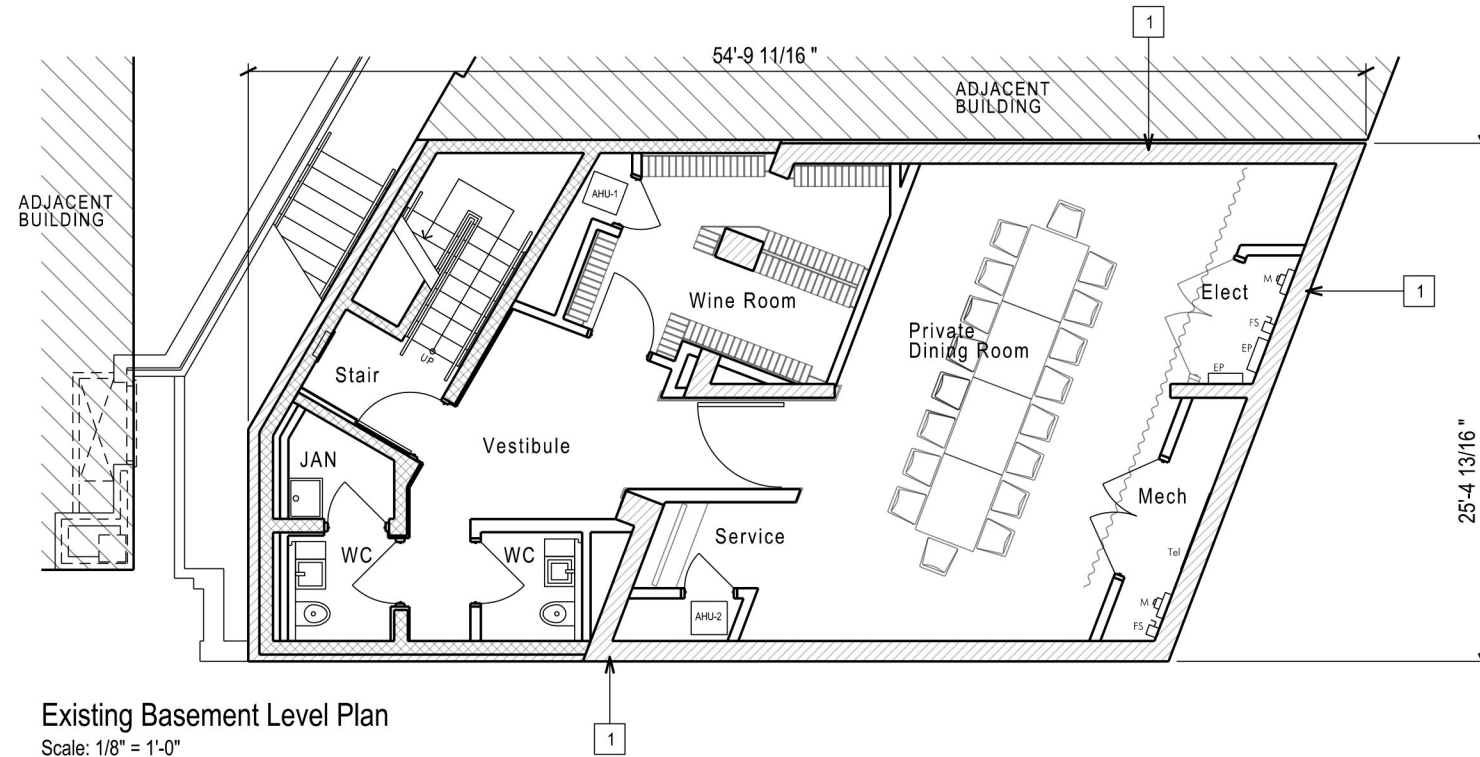 1
54'-9 11/16 "
ADJACENT
BUILDING
ADJACENT
BUILDING
AHU-1
M
Elect
1
Wine Room
FS
Private
Dining Room
EP
UP
EP
Stair
25'-4 13/16 "
Vestibule
JAN
Mech
Service
WC
WC
Tel
M
AHU-2
FS
Existing Basement Level Plan
1
Scale: 1/8" = 1'-0"